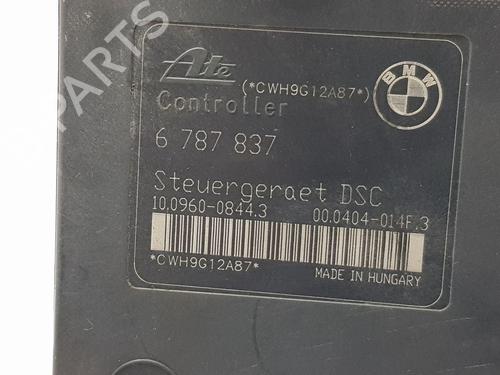 Ate
(*CWH9G12A87*)
BMW
Controller
6 787 837
Steuergeraet DSC
10.0960-0844.3 00.0404-014F.3
*CWH9G12A87*
MADE IN HUNGARY
PARTS